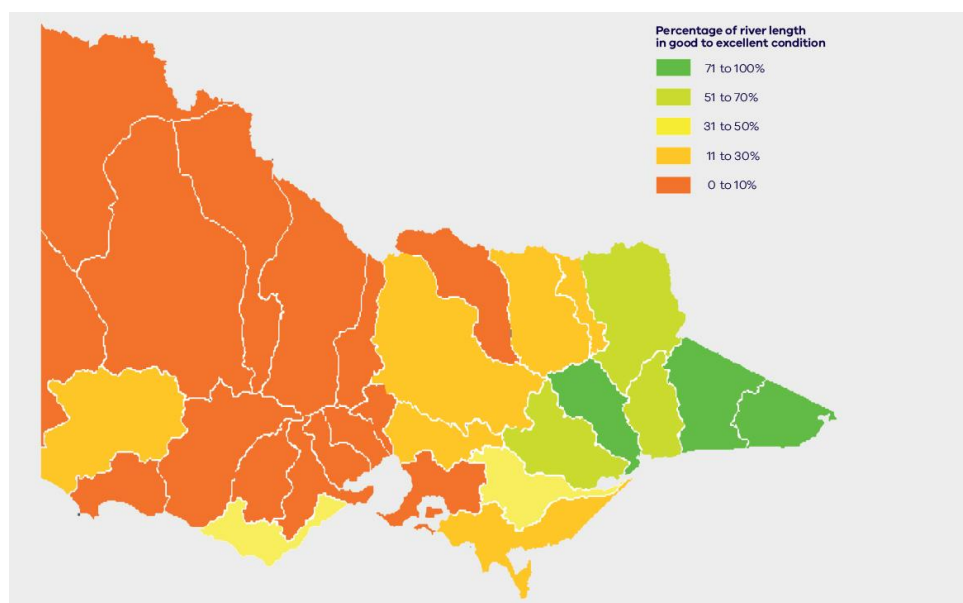 Percentage of river length
in good to excellent condition
71 to 100%
51 to 70%
31 to 50%
11 to 30%
0 to 10%